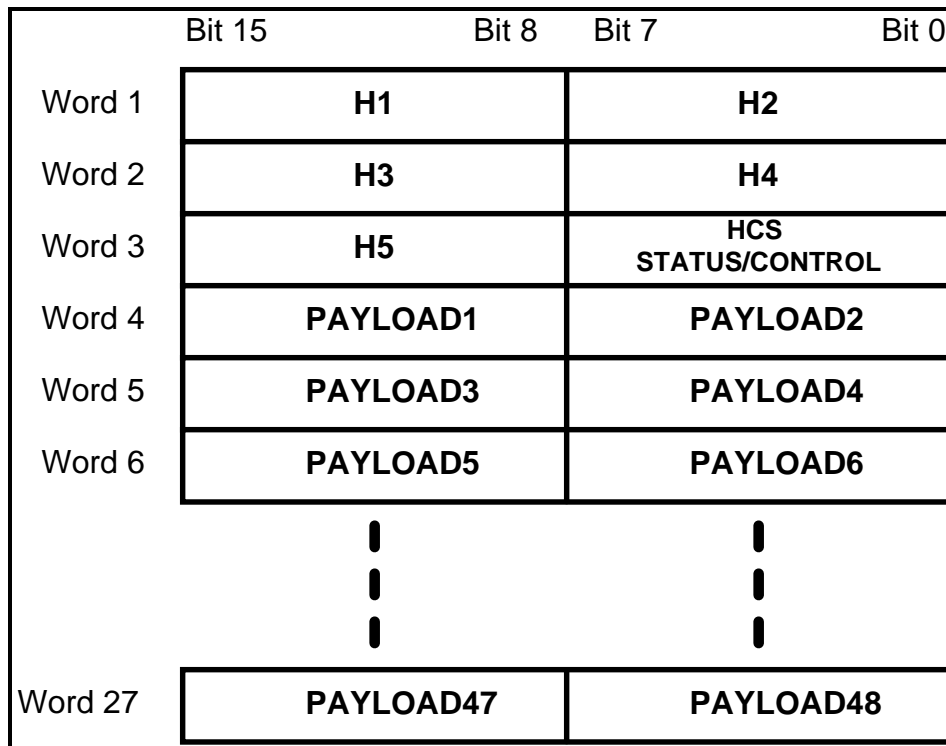 Bit 15 Bit 8 Bit 7 Bit 0
Word 1 H1 H2
Word 2 H3 H4
Word 3 H5 HCS
STATUS/CONTROL
Word 4 PAYLOAD1 PAYLOAD2
Word 5 PAYLOAD3 PAYLOAD4
Word 6 PAYLOAD5 PAYLOAD6
Word 27 PAYLOAD47 PAYLOAD48